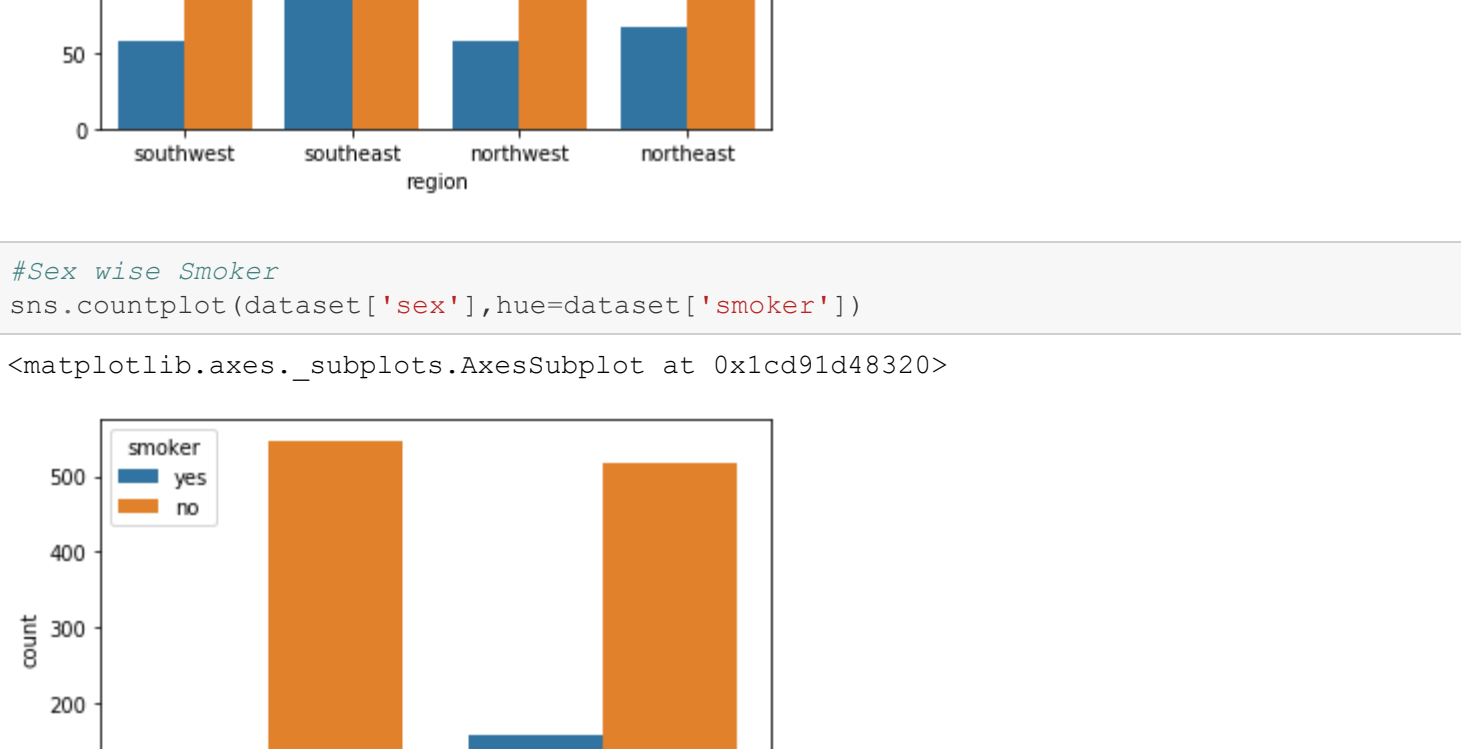 50
0
southwest southeast northwest northeast
region
#Sex wise Smoker
sns.countplot(dataset['sex'],hue=dataset['smoker'])
<matplotlib.axes._subplots.AxesSubplot at 0x1cd91d48320>
smoker
yes
no
500
400
300
200
count